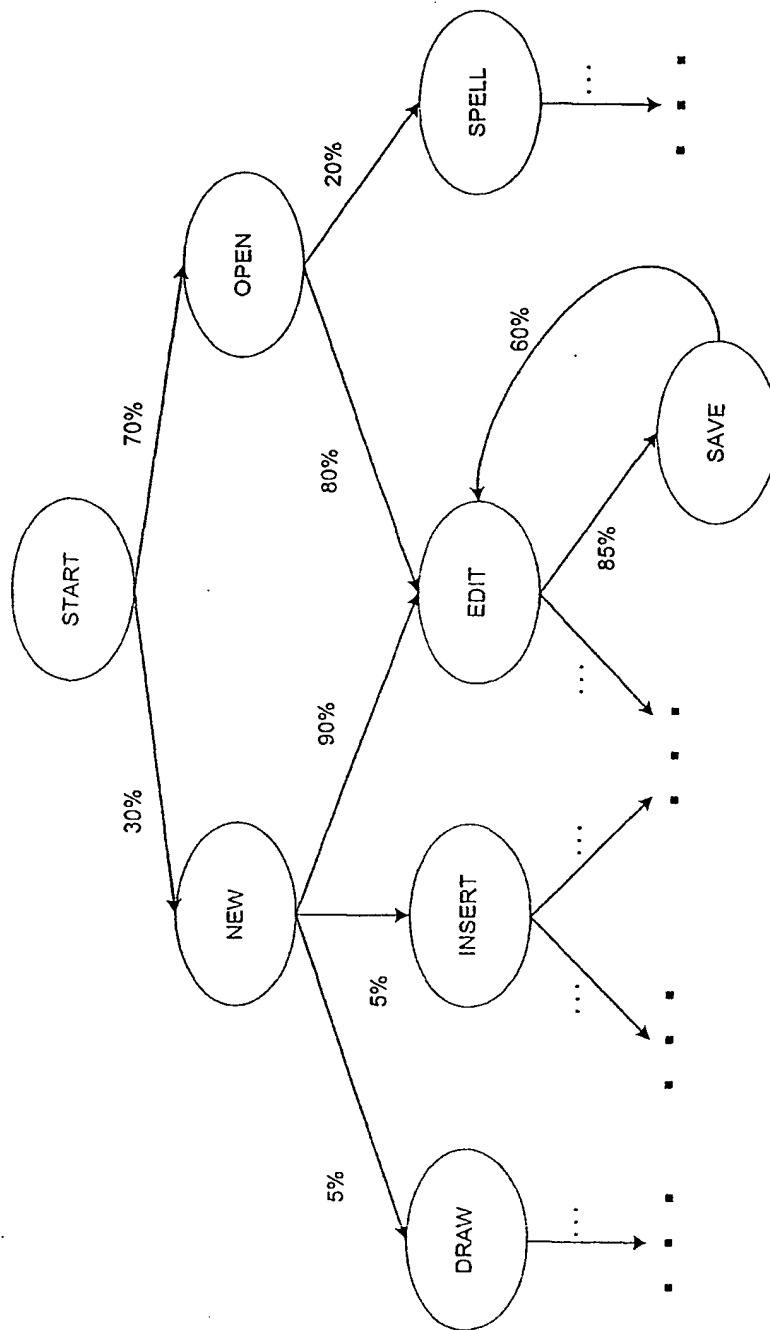 START
30%
70%
NEW
OPEN
5%
5%
90%
80%
20%
DRAW
INSERT
EDIT
SPELL
60%
85%
SAVE
...
...
...
...
...
...